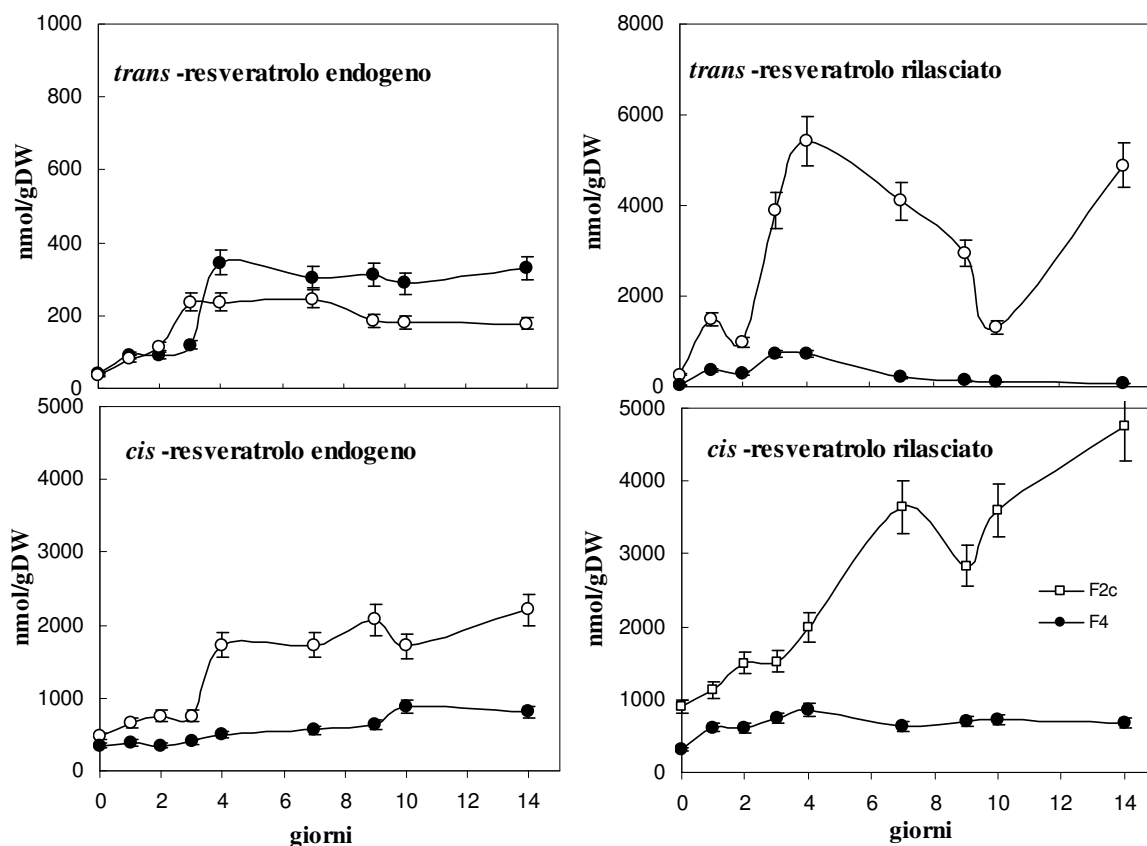 trans -resveratrolo endogeno
nmol/gDW
1000
800
600
400
200
0
trans -resveratrolo rilasciato
nmol/gDW
8000
6000
4000
2000
0
cis -resveratrolo endogeno
nmol/gDW
5000
4000
3000
2000
1000
0
0 2 4 6 8 10 12 14
giorni
cis -resveratrolo rilasciato
nmol/gDW
5000
4000
3000
2000
1000
0
F2c
F4
0 2 4 6 8 10 12 14
giorni